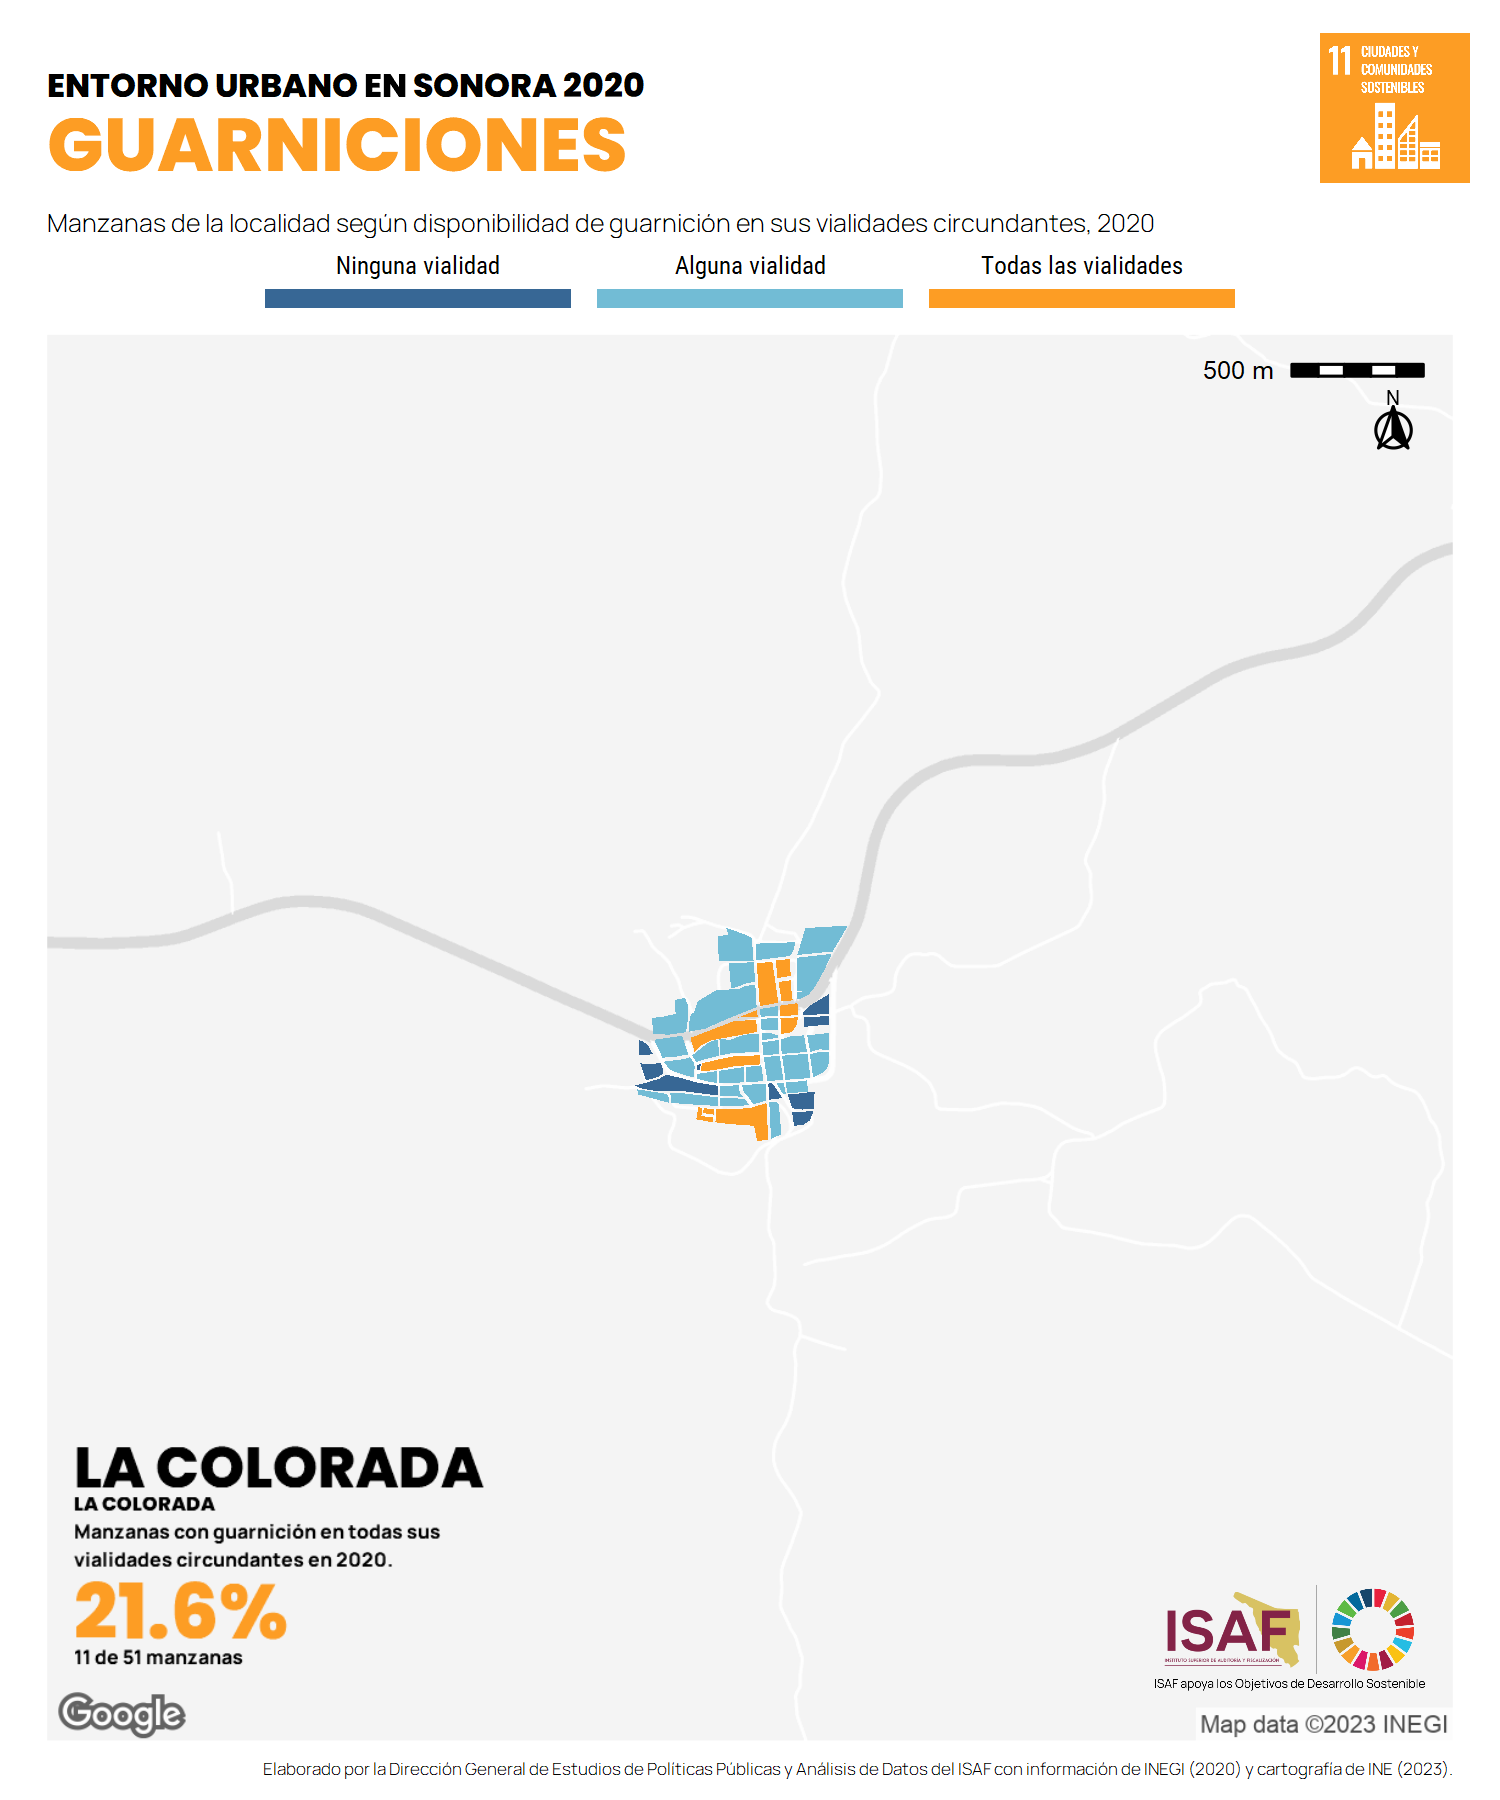 ENTORNO URBANO EN SONORA 2020
GUARNICIONES
11 CIUDADES Y
COMUNIDADES
SOSTENIBLES
Manzanas de la localidad según disponibilidad de guarnición en sus vialidades circundantes, 2020
Ninguna vialidad
Alguna vialidad
Todas las vialidades
500 m
N
LA COLORADA
LA COLORADA
Manzanas con guarnición en todas sus
vialidades circundantes en 2020.
21.6%
11 de 51 manzanas
Google
ISAF
INSTITUTO SUPERIOR DE AUDITORÍA Y FISCALIZACIÓN
ISAF apoya los Objetivos de Desarrollo Sostenible
Map data ©2023 INEGI
Elaborado por la Dirección General de Estudios de Políticas Públicas y Análisis de Datos del ISAF con información de INEGI (2020) y cartografía de INE (2023).